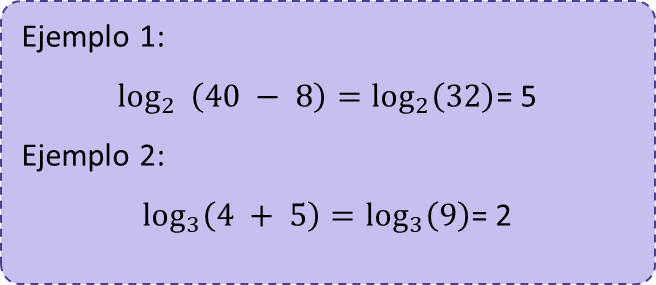 Ejemplo 1:
log₂ (40 − 8) = log₂(32)= 5
Ejemplo 2:
log₃(4 + 5) = log₃(9)= 2